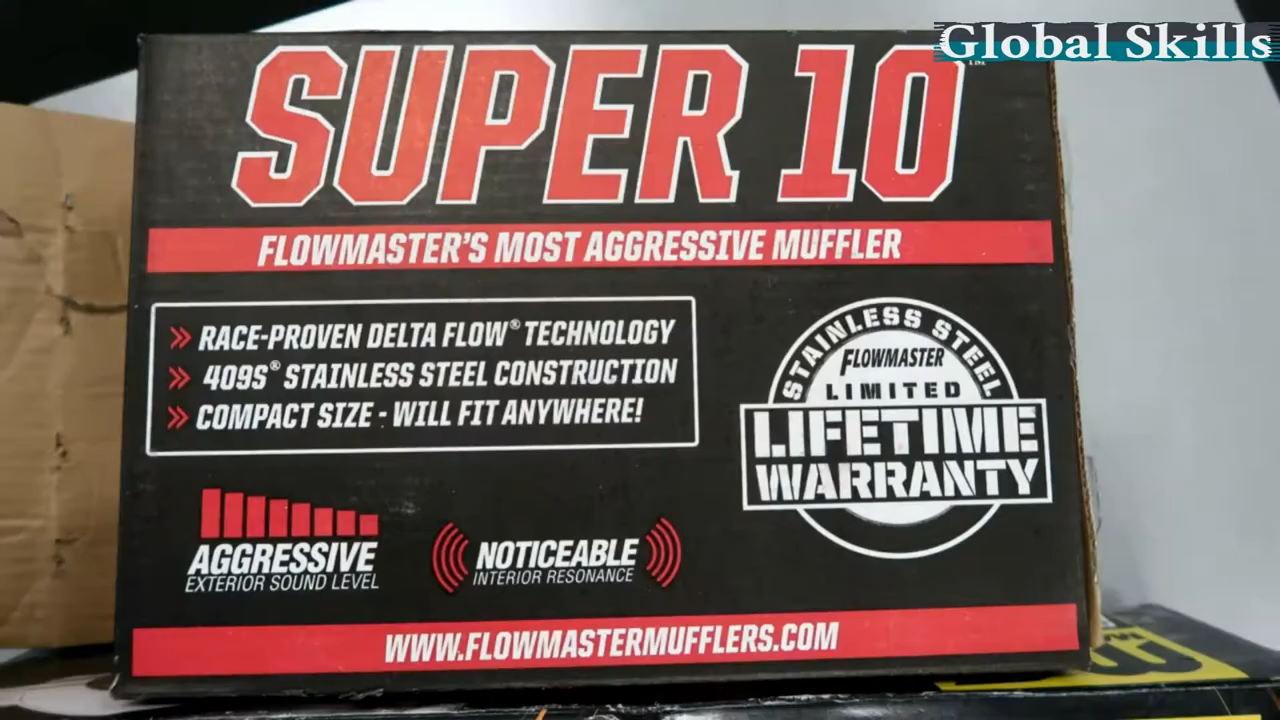 Global Skills
SUPER 10
FLOWMASTER'S MOST AGGRESSIVE MUFFLER
» RACE-PROVEN DELTA FLOW® TECHNOLOGY
» 409S® STAINLESS STEEL CONSTRUCTION
» COMPACT SIZE - WILL FIT ANYWHERE!
STAINLESS STEEL
FLOWMASTER
LIMITED
LIFETIME
WARRANTY
AGGRESSIVE
EXTERIOR SOUND LEVEL
NOTICEABLE
INTERIOR RESONANCE
WWW.FLOWMASTERMUFFLERS.COM